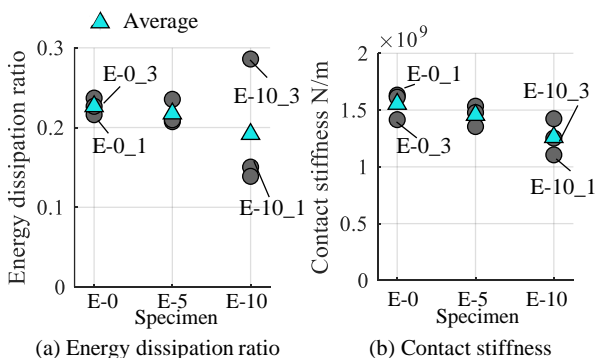 Average
0.3
0.2
0.1
0
Energy dissipation ratio
E-0_3
E-0_1
E-10_3
E-10_1
E-0
E-5
E-10
Specimen
(a) Energy dissipation ratio
×10⁹
2
1.5
1
0.5
0
Contact stiffness N/m
E-0_1
E-0_3
E-10_3
E-10_1
E-0
E-5
E-10
Specimen
(b) Contact stiffness